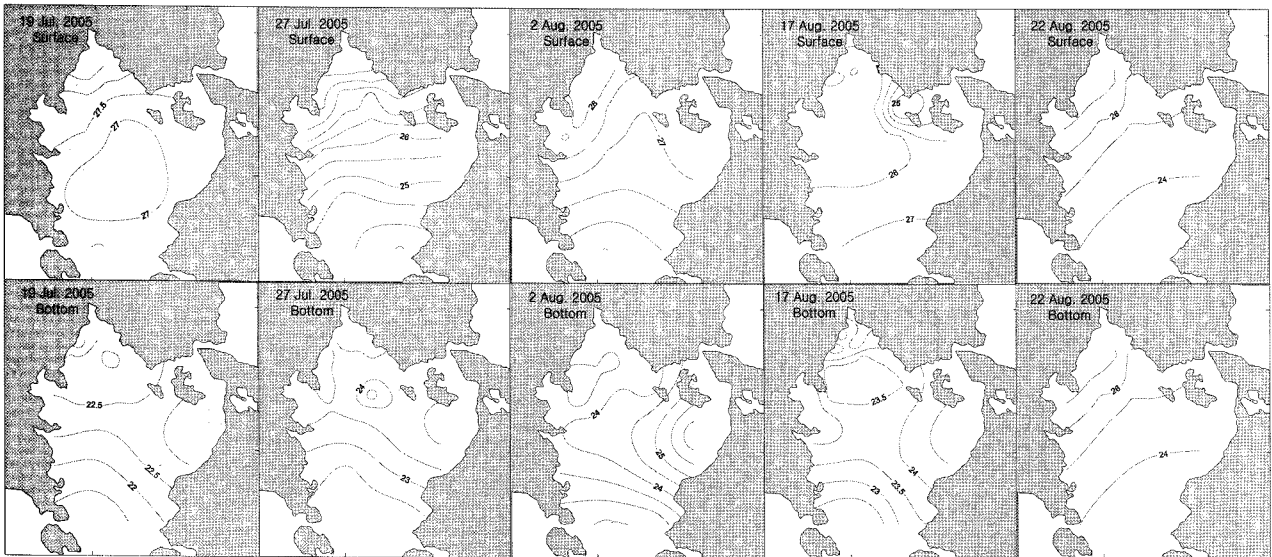 19 Jul. 2005
Surface
27.5
27
27
27 Jul. 2005
Surface
26
25
2 Aug. 2005
Surface
28
27
17 Aug. 2005
Surface
25
26
27
22 Aug. 2005
Surface
26
24
19 Jul. 2005
Bottom
22.5
22.5
22
27 Jul. 2005
Bottom
24
23
2 Aug. 2005
Bottom
24
25
24
17 Aug. 2005
Bottom
23.5
24
23.5
23
22 Aug. 2005
Bottom
26
24